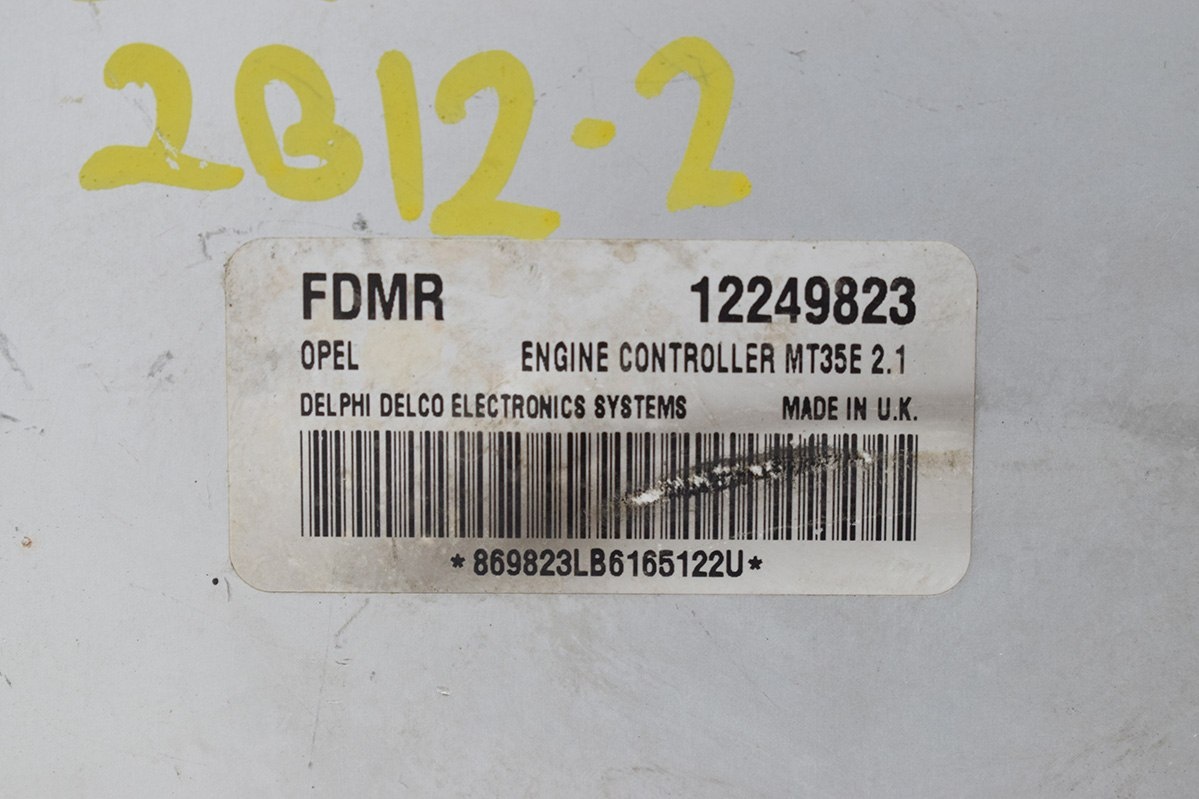 2B12-2
FDMR 12249823
OPEL ENGINE CONTROLLER MT35E 2.1
DELPHI DELCO ELECTRONICS SYSTEMS MADE IN U.K.
*869823LB6165122U*